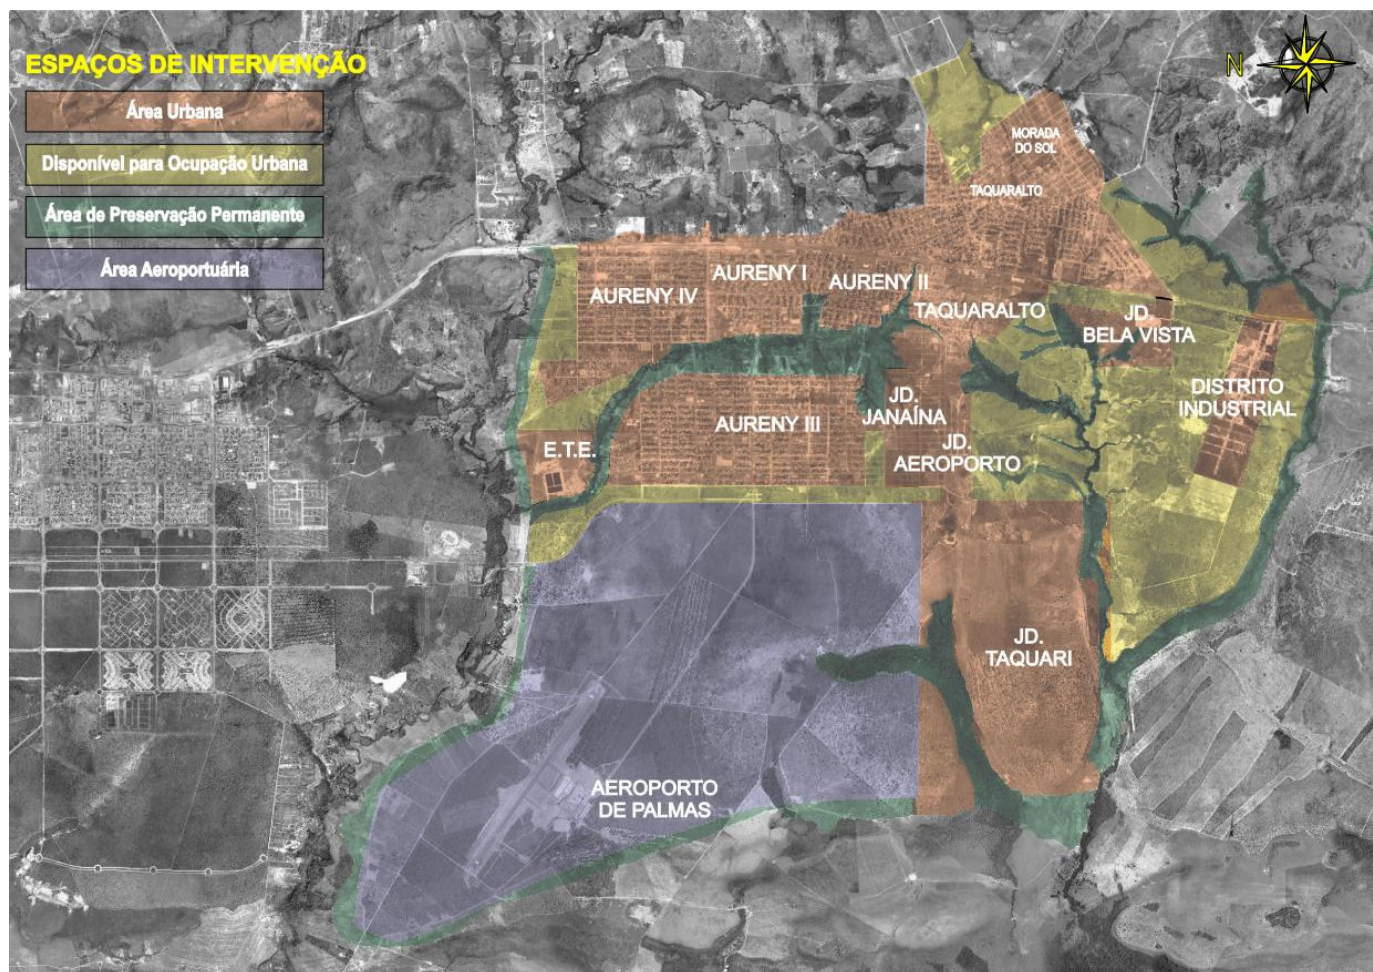 ESPAÇOS DE INTERVENÇÃO
Área Urbana
Disponível para Ocupação Urbana
Área de Preservação Permanente
Área Aeroportuária
N
MORADA
DO SOL
TAQUARALTO
AURENY I
AURENY II
AURENY IV
TAQUARALTO
JD.
BELA VISTA
DISTRITO
INDUSTRIAL
JD.
JANAÍNA
AURENY III
JD.
AEROPORTO
E.T.E.
JD.
TAQUARI
AEROPORTO
DE PALMAS